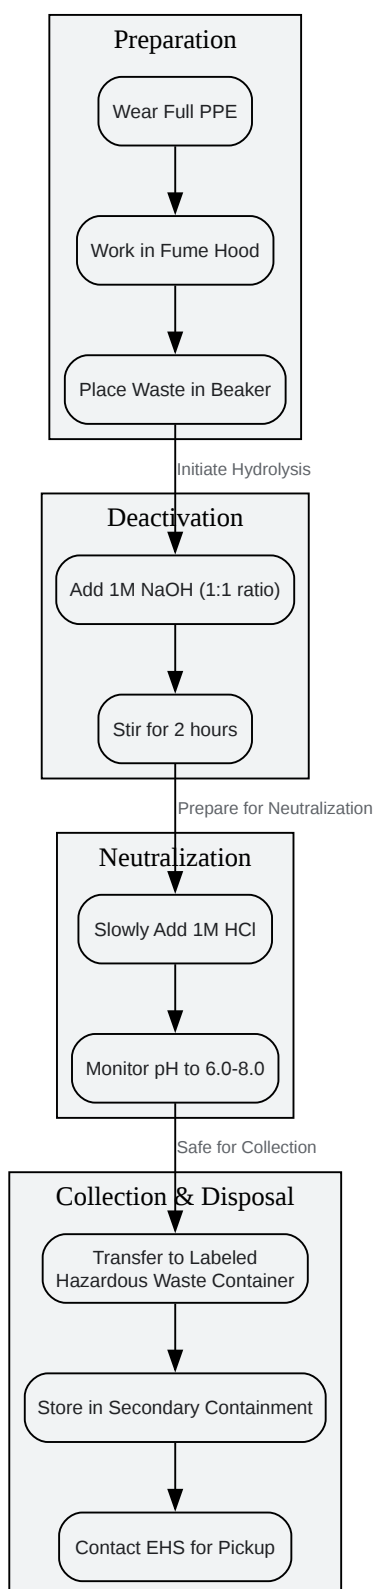 Preparation
Wear Full PPE
Work in Fume Hood
Place Waste in Beaker
Initiate Hydrolysis
Deactivation
Add 1M NaOH (1:1 ratio)
Stir for 2 hours
Prepare for Neutralization
Neutralization
Slowly Add 1M HCl
Monitor pH to 6.0-8.0
Safe for Collection
Collection & Disposal
Transfer to Labeled
Hazardous Waste Container
Store in Secondary Containment
Contact EHS for Pickup